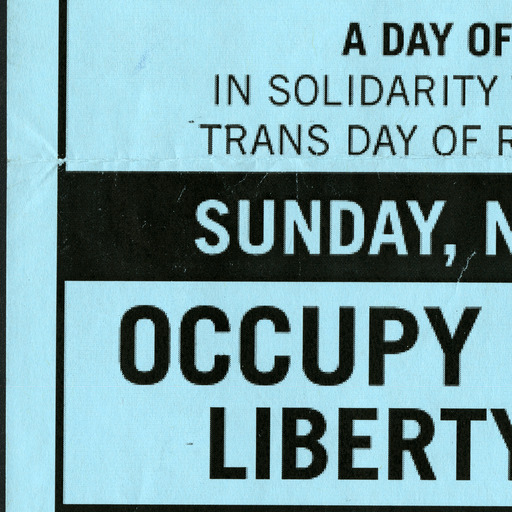 A DAY OF
IN SOLIDARITY
TRANS DAY OF
SUNDAY,
OCCUPY
LIBERTY